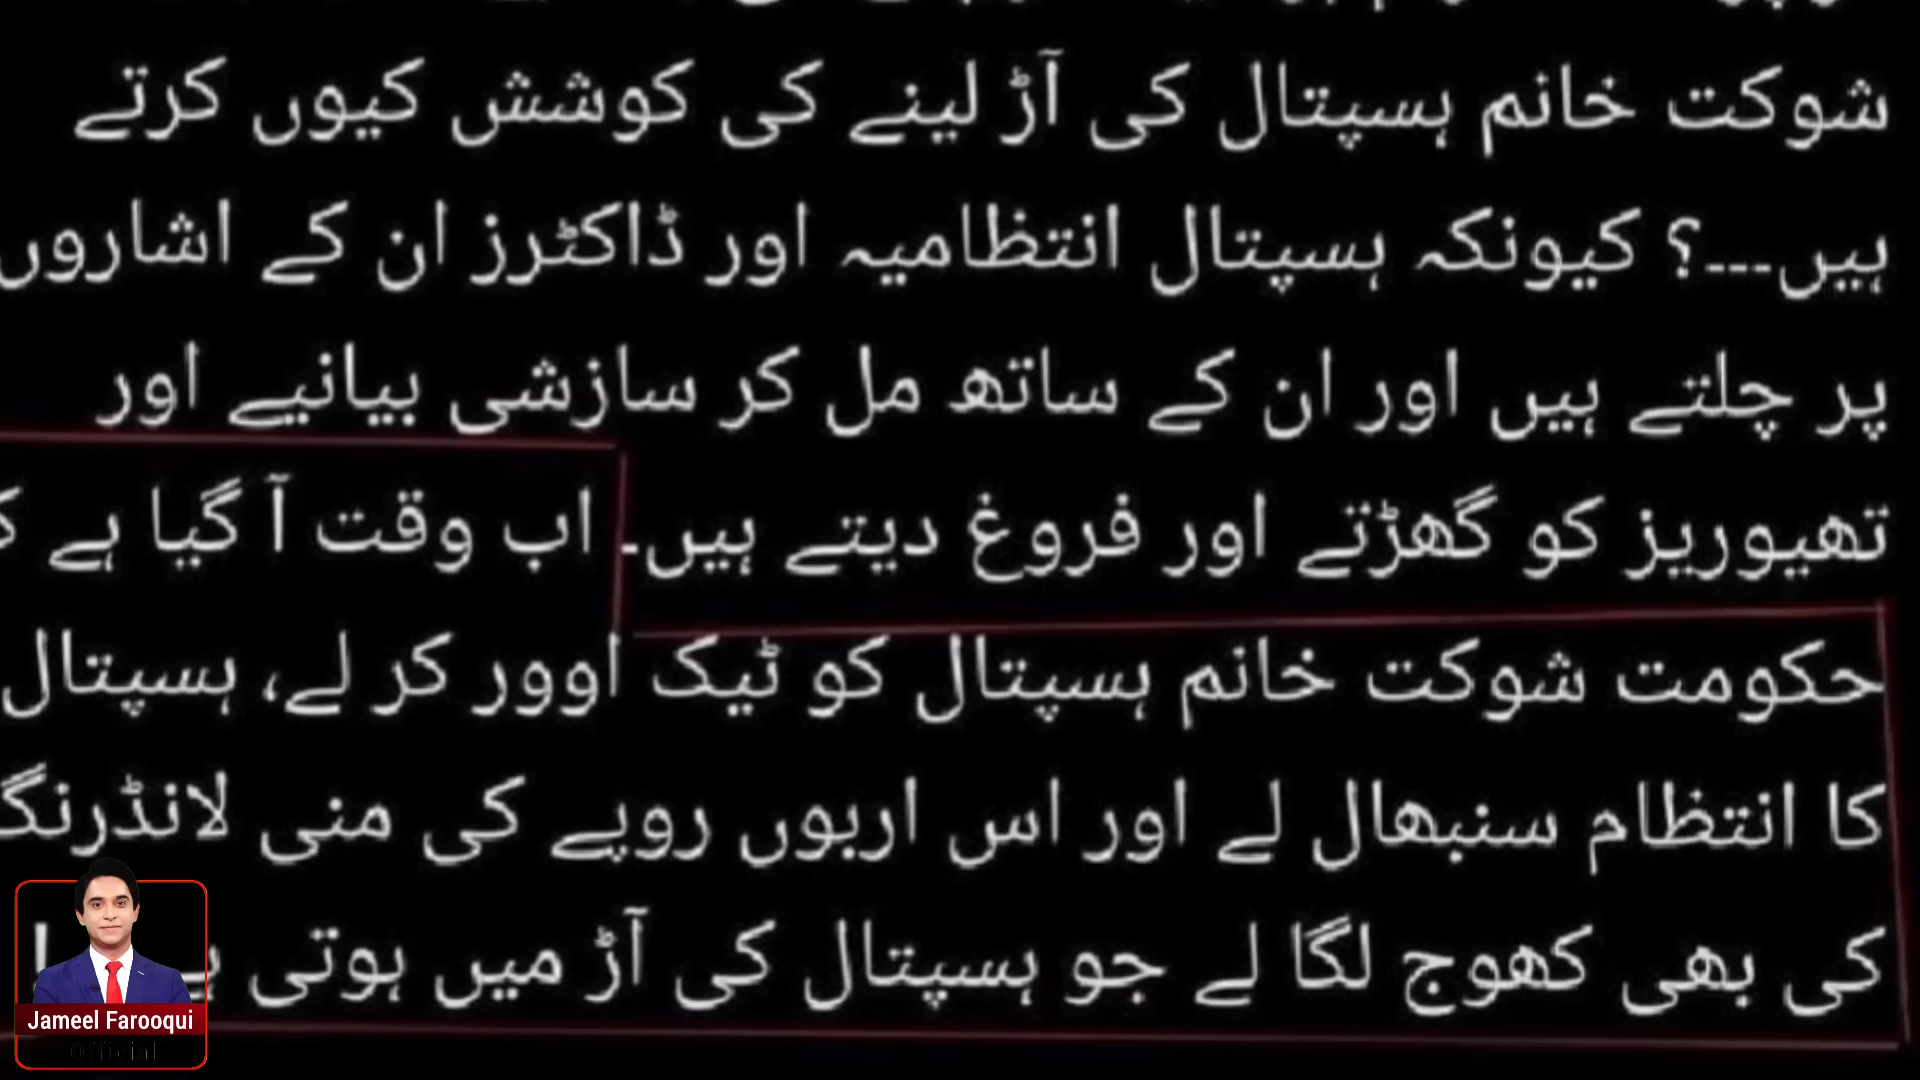 شوکت خانم ہسپتال کی آڑ لینے کی کوشش کیوں کرتے
ہیں۔۔۔؟ کیونکہ ہسپتال انتظامیہ اور ڈاکٹرز ان کے اشاروں
پر چلتے ہیں اور ان کے ساتھ مل کر سازشی بیانیے اور
تھیوریز کو گھڑتے اور فروغ دیتے ہیں۔ اب وقت آ گیا ہے
حکومت شوکت خانم ہسپتال کو ٹیک اوور کر لے، ہسپتال
کا انتظام سنبھال لے اور اس اربوں روپے کی منی لانڈرنگ
کی بھی کھوج لگا لے جو ہسپتال کی آڑ میں ہوتی
Jameel Farooqui
Official